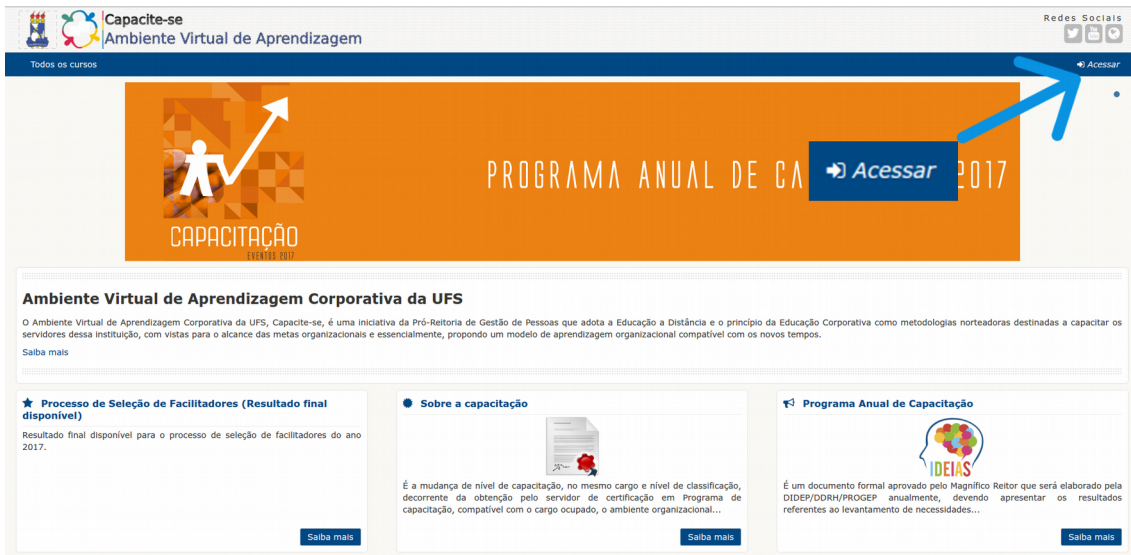 Capacite-se
Ambiente Virtual de Aprendizagem
Redes Sociais
Todos os cursos
Acessar
PROGRAMA ANUAL DE CA
Acessar
2017
CAPACITAÇÃO
EVENTOS 2017
Ambiente Virtual de Aprendizagem Corporativa da UFS
O Ambiente Virtual de Aprendizagem Corporativa da UFS, Capacite-se, é uma iniciativa da Pró-Reitoria de Gestão de Pessoas que adota a Educação a Distância e o princípio da Educação Corporativa como metodologias norteadoras destinadas a capacitar os
servidores dessa instituição, com vistas para o alcance das metas organizacionais e essencialmente, propondo um modelo de aprendizagem organizacional compatível com os novos tempos.
Saiba mais
Processo de Seleção de Facilitadores (Resultado final
disponível)
Resultado final disponível para o processo de seleção de facilitadores do ano
2017.
Saiba mais
Sobre a capacitação
É a mudança de nível de capacitação, no mesmo cargo e nível de classificação,
decorrente da obtenção pelo servidor de certificação em Programa de
capacitação, compatível com o cargo ocupado, o ambiente organizacional...
Saiba mais
Programa Anual de Capacitação
IDEIAS
É um documento formal aprovado pelo Magnífico Reitor que será elaborado pela
DIDEP/DDRH/PROGEP anualmente, devendo apresentar os resultados
referentes ao levantamento de necessidades...
Saiba mais